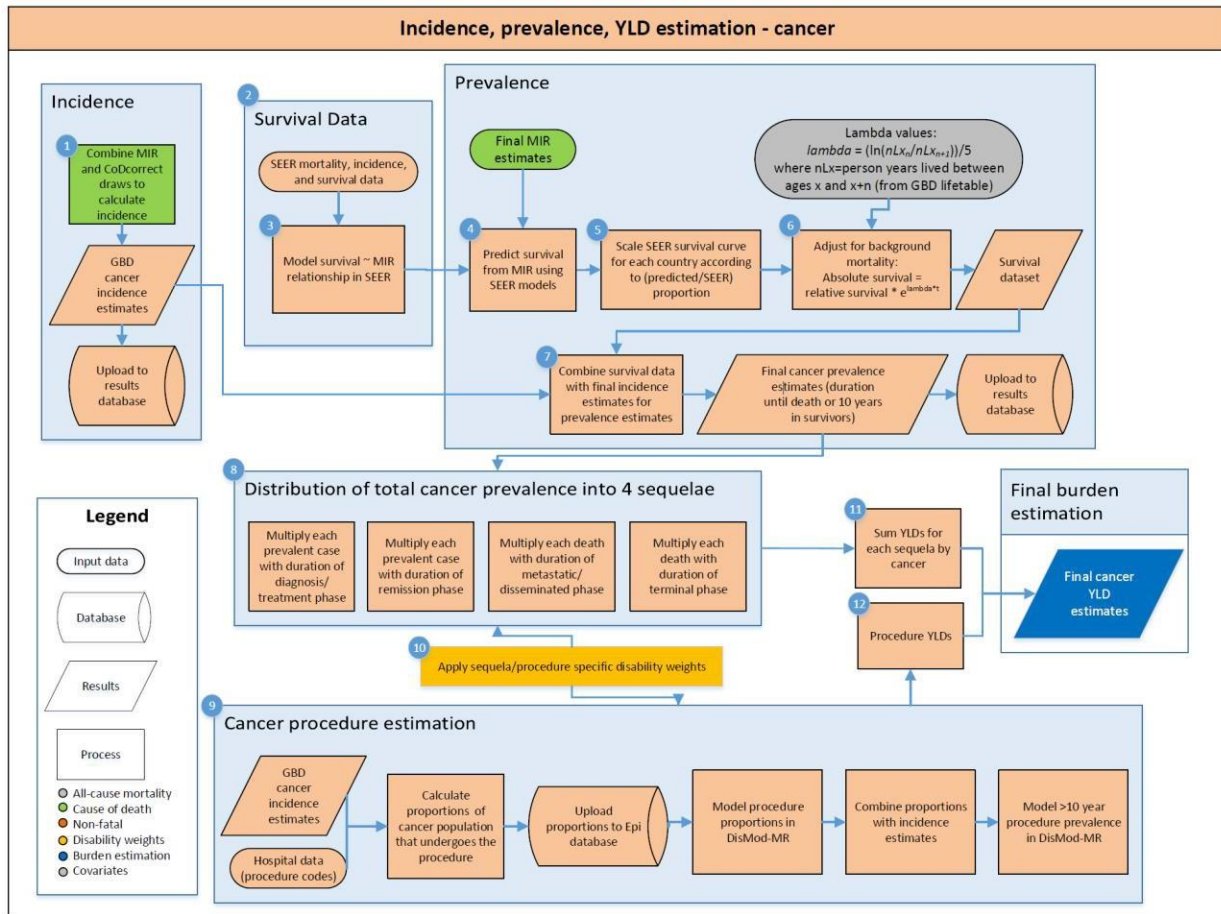 Incidence, prevalence, YLD estimation - cancer
Incidence
1
Combine MIR
and CoDcorrect
draws to
calculate
incidence
GBD
cancer
incidence
estimates
Upload to
results
database
2
Survival Data
SEER mortality, incidence,
and survival data
3
Model survival ~ MIR
relationship in SEER
Prevalence
Final MIR
estimates
Lambda values:
lambda = (ln(nLxn/nLxn+1))/5
where nLx=person years lived between
ages x and x+n (from GBD lifetable)
4
Predict survival
from MIR using
SEER models
5
Scale SEER survival curve
for each country according
to (predicted/SEER)
proportion
6
Adjust for background
mortality:
Absolute survival =
relative survival * e^lambda*t
Survival
dataset
7
Combine survival data
with final incidence
estimates for
prevalence estimates
Final cancer prevalence
estimates (duration
until death or 10 years
in survivors)
Upload to
results
database
8
Distribution of total cancer prevalence into 4 sequelae
Multiply each
prevalent case
with duration of
diagnosis/
treatment phase
Multiply each
prevalent case
with duration of
remission phase
Multiply each death
with duration of
metastatic/
disseminated phase
Multiply each
death with
duration of
terminal phase
11
Sum YLDs for
each sequela by
cancer
12
Procedure YLDs
Final burden
estimation
Final cancer
YLD
estimates
10
Apply sequela/procedure specific disability weights
9
Cancer procedure estimation
GBD
cancer
incidence
estimates
Hospital data
(procedure codes)
Calculate
proportions of
cancer population
that undergoes the
procedure
Upload
proportions to Epi
database
Model procedure
proportions in
DisMod-MR
Combine proportions
with incidence
estimates
Model >10 year
procedure prevalence
in DisMod-MR
Legend
Input data
Database
Results
Process
All-cause mortality
Cause of death
Non-fatal
Disability weights
Burden estimation
Covariates